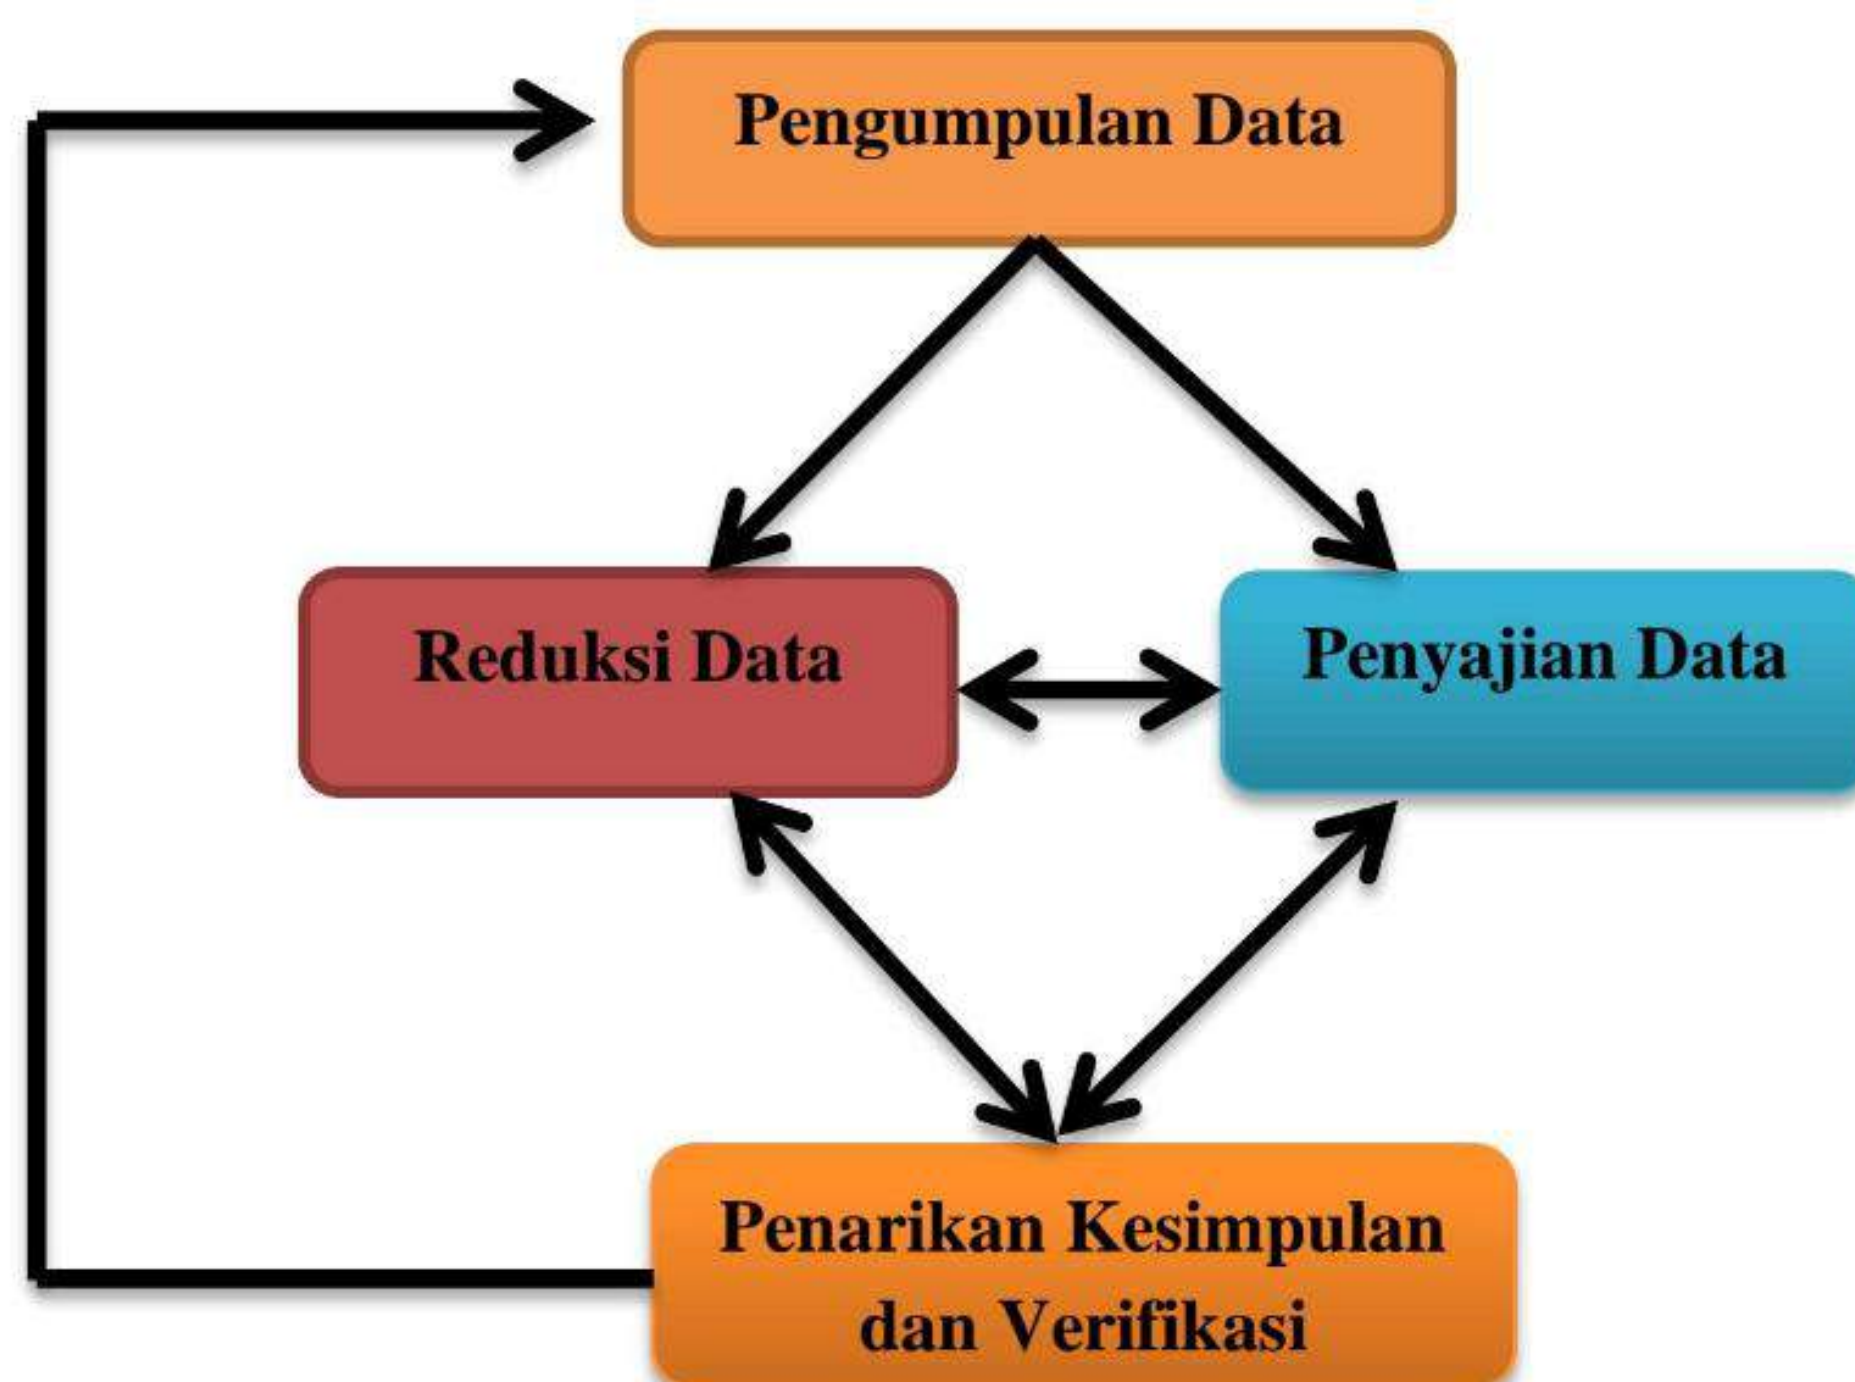 Pengumpulan Data
Reduksi Data
Penyajian Data
Penarikan Kesimpulan
dan Verifikasi